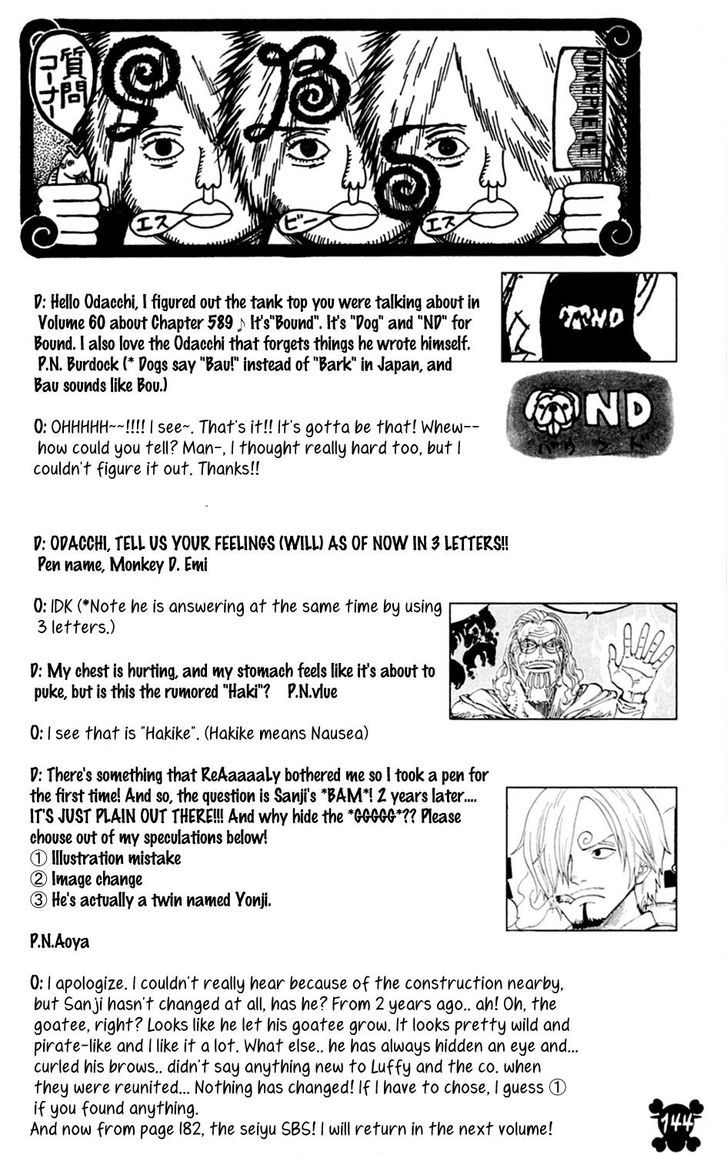 質問
コーナー
S B S
ONE PIECE
エス
ビー
エス
D: Hello Odacchi, I figured out the tank top you were talking about in
Volume 60 about Chapter 589 ♪ It's"Bound". It's "Dog" and "ND" for
Bound. I also love the Odacchi that forgets things he wrote himself.
P.N. Burdock (* Dogs say "Bau!" instead of "Bark" in Japan, and
Bau sounds like Bou.)
ND
ND
バウンド
O: OHHHHH~~!!!! I see~. That's it!! It's gotta be that! Whew--
how could you tell? Man-, I thought really hard too, but I
couldn't figure it out. Thanks!!
D: ODACCHI, TELL US YOUR FEELINGS (WILL) AS OF NOW IN 3 LETTERS!!
Pen name, Monkey D. Emi
O: IDK (*Note he is answering at the same time by using
3 letters.)
D: My chest is hurting, and my stomach feels like it's about to
puke, but is this the rumored "Haki"? P.N.vlue
O: I see that is "Hakike". (Hakike means Nausea)
D: There's something that ReAaaaaLy bothered me so I took a pen for
the first time! And so, the question is Sanji's *BAM*! 2 years later....
IT'S JUST PLAIN OUT THERE!!! And why hide the *GGGGG*?? Please
chouse out of my speculations below!
① Illustration mistake
② Image change
③ He's actually a twin named Yonji.
P.N.Aoya
O: I apologize. I couldn't really hear because of the construction nearby,
but Sanji hasn't changed at all, has he? From 2 years ago.. ah! Oh, the
goatee, right? Looks like he let his goatee grow. It looks pretty wild and
pirate-like and I like it a lot. What else.. he has always hidden an eye and...
curled his brows.. didn't say anything new to Luffy and the co. when
they were reunited... Nothing has changed! If I have to chose, I guess ①
if you found anything.
And now from page 182, the seiyu SBS! I will return in the next volume!
144